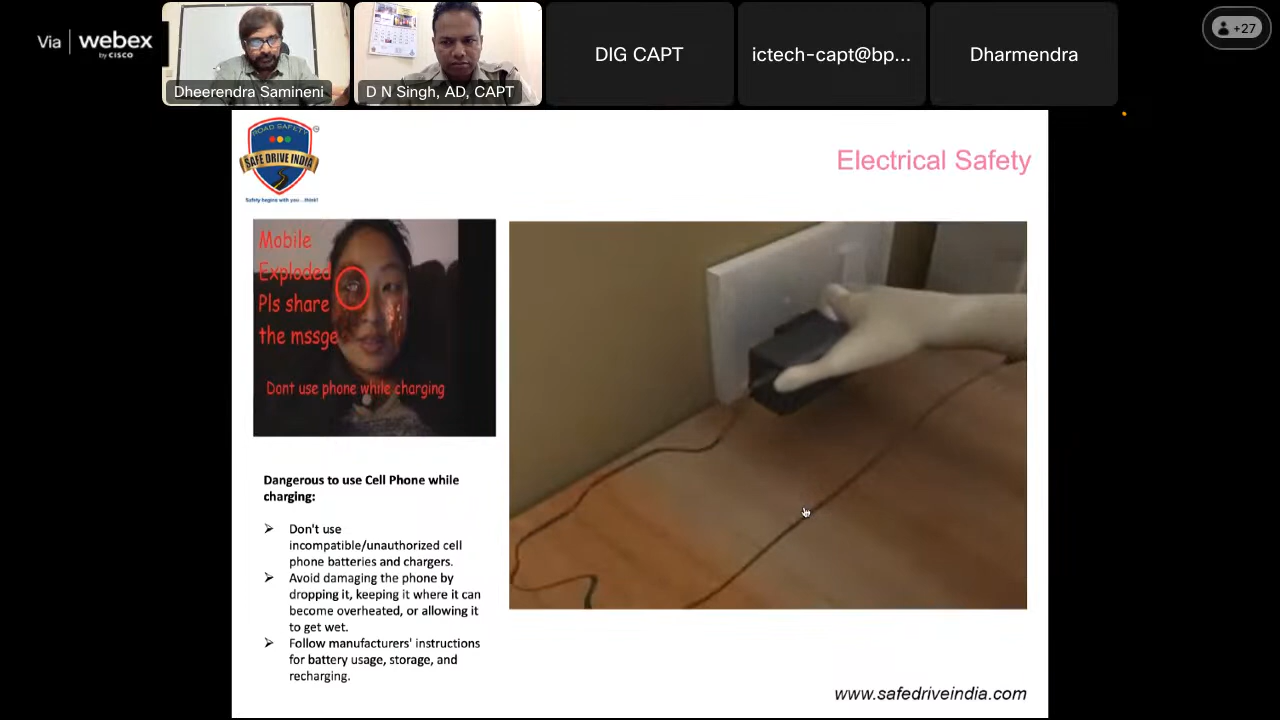 Via
webex
by CISCO
Dheerendra Samineni
D N Singh, AD, CAPT
DIG CAPT
ictech-capt@bp...
Dharmendra
+27
ROAD SAFETY
SAFE DRIVE INDIA
Safety begins with you...think!
Electrical Safety
Mobile
Exploded
Pls share
the mssge
Dont use phone while charging
Dangerous to use Cell Phone while
charging:
Don't use
incompatible/unauthorized cell
phone batteries and chargers.
Avoid damaging the phone by
dropping it, keeping it where it can
become overheated, or allowing it
to get wet.
Follow manufacturers' instructions
for battery usage, storage, and
recharging.
www.safedriveindia.com